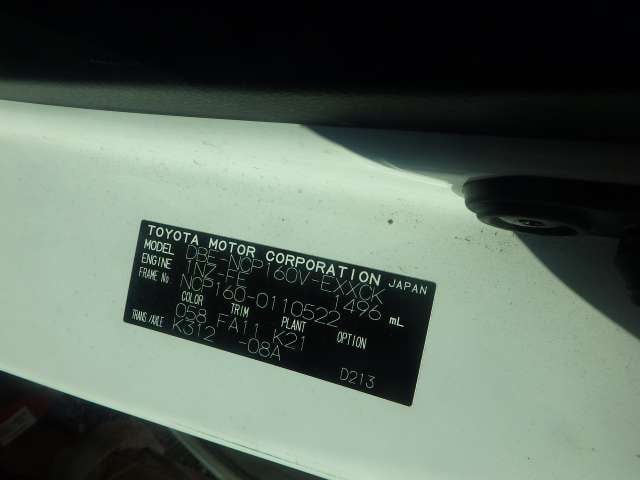 TOYOTA MOTOR CORPORATION JAPAN
MODEL DBE-NCP160V-EXXGK
ENGINE 1NZ-FE 1496 mL
FRAME No. NCP160-0110522
COLOR TRIM PLANT OPTION
058 FA11 K21
TRANS/AXLE K312 -08A
D213